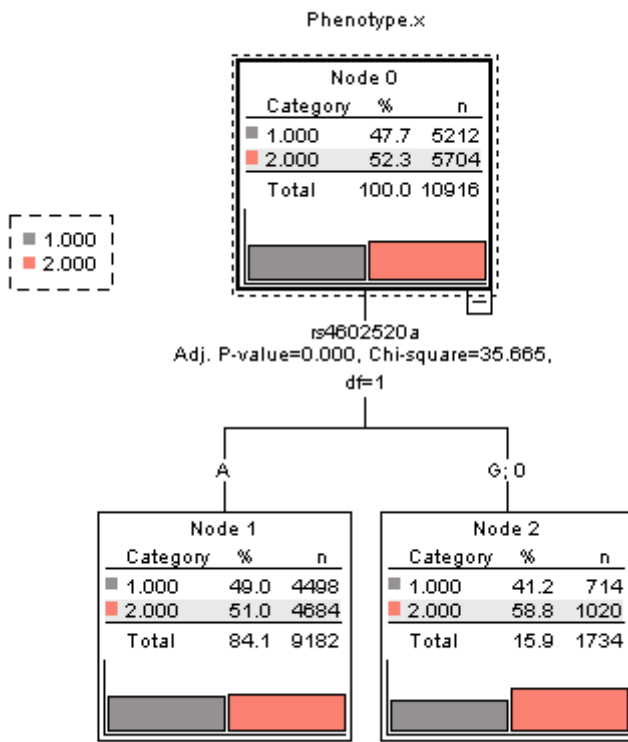 Phenotype.x
Node 0
Category % n
1.000 47.7 5212
2.000 52.3 5704
Total 100.0 10916
1.000
2.000
rs4602520a
Adj. P-value=0.000, Chi-square=35.665,
df=1
A G; 0
Node 1
Category % n
1.000 49.0 4498
2.000 51.0 4684
Total 84.1 9182
Node 2
Category % n
1.000 41.2 714
2.000 58.8 1020
Total 15.9 1734